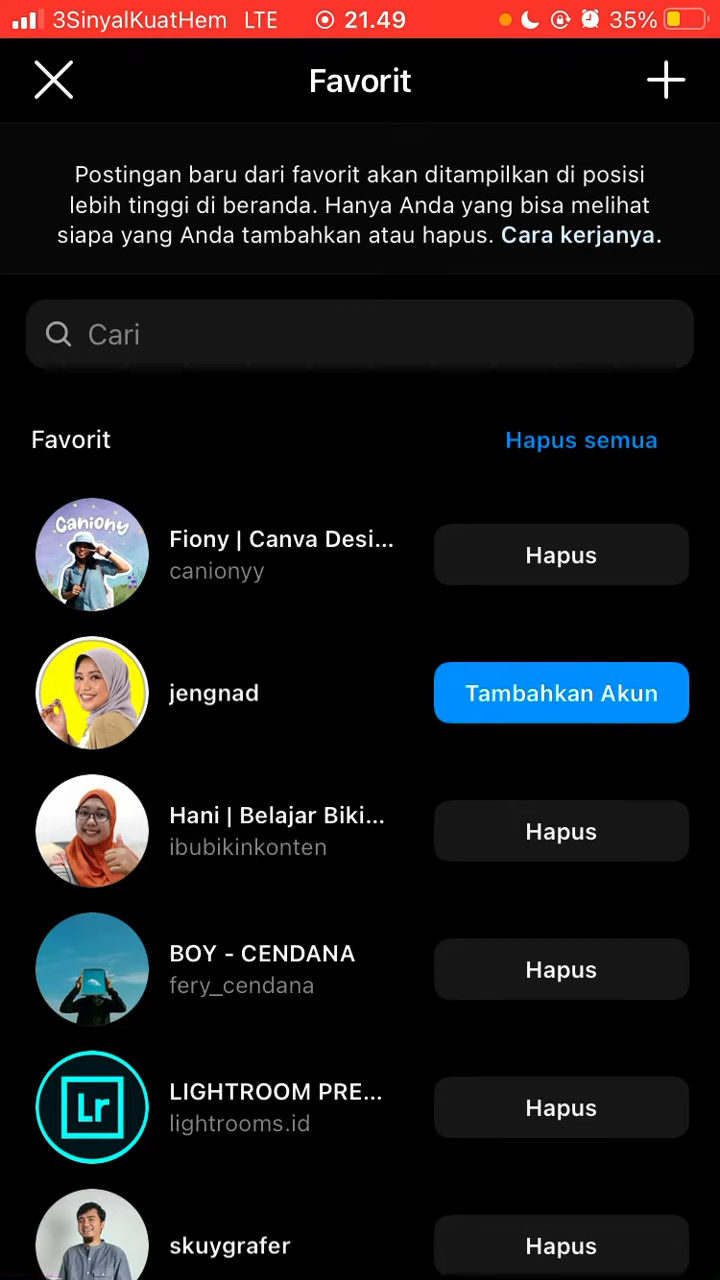 3SinyalKuatHem LTE 21.49 35%
Favorit
Postingan baru dari favorit akan ditampilkan di posisi
lebih tinggi di beranda. Hanya Anda yang bisa melihat
siapa yang Anda tambahkan atau hapus. Cara kerjanya.
Cari
Favorit Hapus semua
Caniony
Fiony | Canva Desi...
canionyy
Hapus
jengnad
Tambahkan Akun
Hani | Belajar Biki...
ibubikinkonten
Hapus
BOY - CENDANA
fery_cendana
Hapus
Lr
LIGHTROOM PRE...
lightrooms.id
Hapus
skuygrafer
Hapus